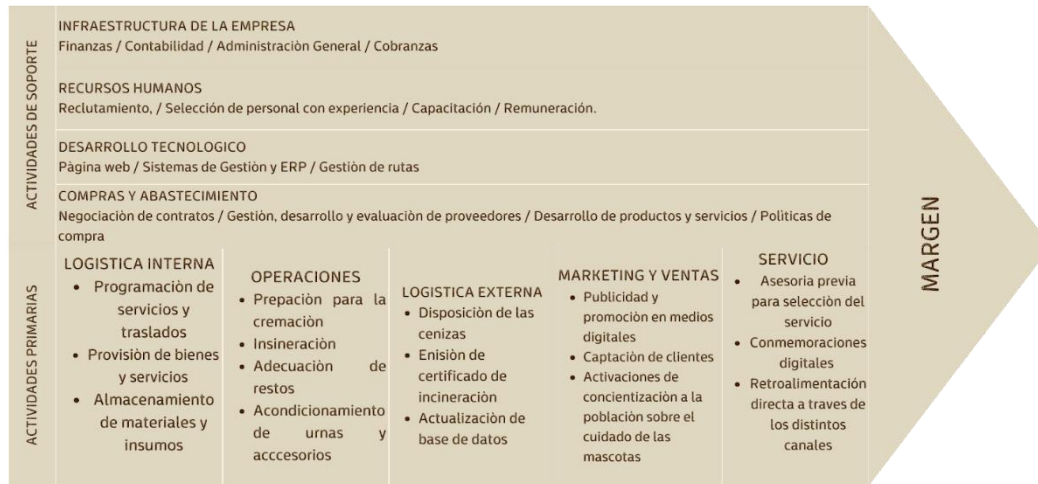 ACTIVIDADES DE SOPORTE
INFRAESTRUCTURA DE LA EMPRESA
Finanzas / Contabilidad / Administraciòn General / Cobranzas
RECURSOS HUMANOS
Reclutamiento, / Selección de personal con experiencia / Capacitación / Remuneración.
DESARROLLO TECNOLOGICO
Pàgina web / Sistemas de Gestiòn y ERP / Gestiòn de rutas
COMPRAS Y ABASTECIMIENTO
Negociaciòn de contratos / Gestiòn, desarrollo y evaluaciòn de proveedores / Desarrollo de productos y servicios / Polìticas de
compra
ACTIVIDADES PRIMARIAS
LOGISTICA INTERNA
• Programaciòn de
servicios y
traslados
• Provisiòn de bienes
y servicios
• Almacenamiento
de materiales y
insumos
OPERACIONES
• Prepaciòn para la
cremaciòn
• Insineraciòn
• Adecuaciòn de
restos
• Acondicionamiento
de urnas y
acccesorios
LOGISTICA EXTERNA
• Disposiciòn de las
cenizas
• Enisiòn de
certificado de
incineraciòn
• Actualizaciòn de
base de datos
MARKETING Y VENTAS
• Publicidad y
promociòn en medios
digitales
• Captaciòn de clientes
• Activaciones de
concientizaciòn a la
poblaciòn sobre el
cuidado de las
mascotas
SERVICIO
• Asesoria previa
para selecciòn del
servicio
• Conmemoraciones
digitales
• Retroalimentación
directa a traves de
los distintos
canales
MARGEN